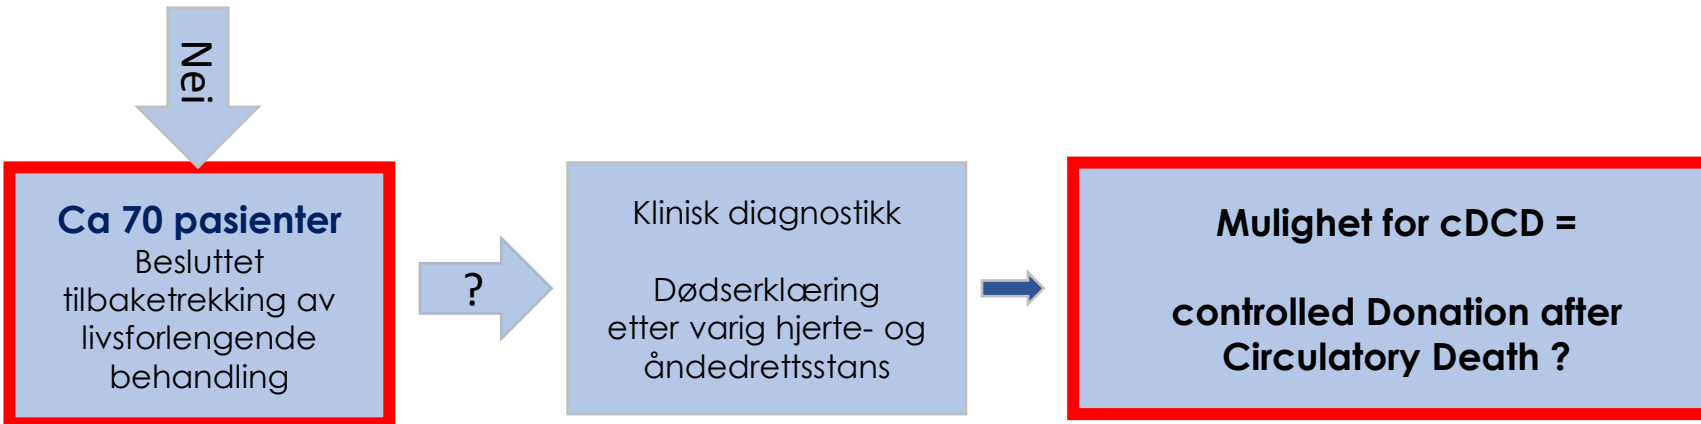 Nei
Ca 70 pasienter
Besluttet
tilbaketrekking av
livsforlengende
behandling
?
Klinisk diagnostikk
Dødserklæring
etter varig hjerte- og
åndedrettsstans
Mulighet for cDCD =
controlled Donation after
Circulatory Death ?